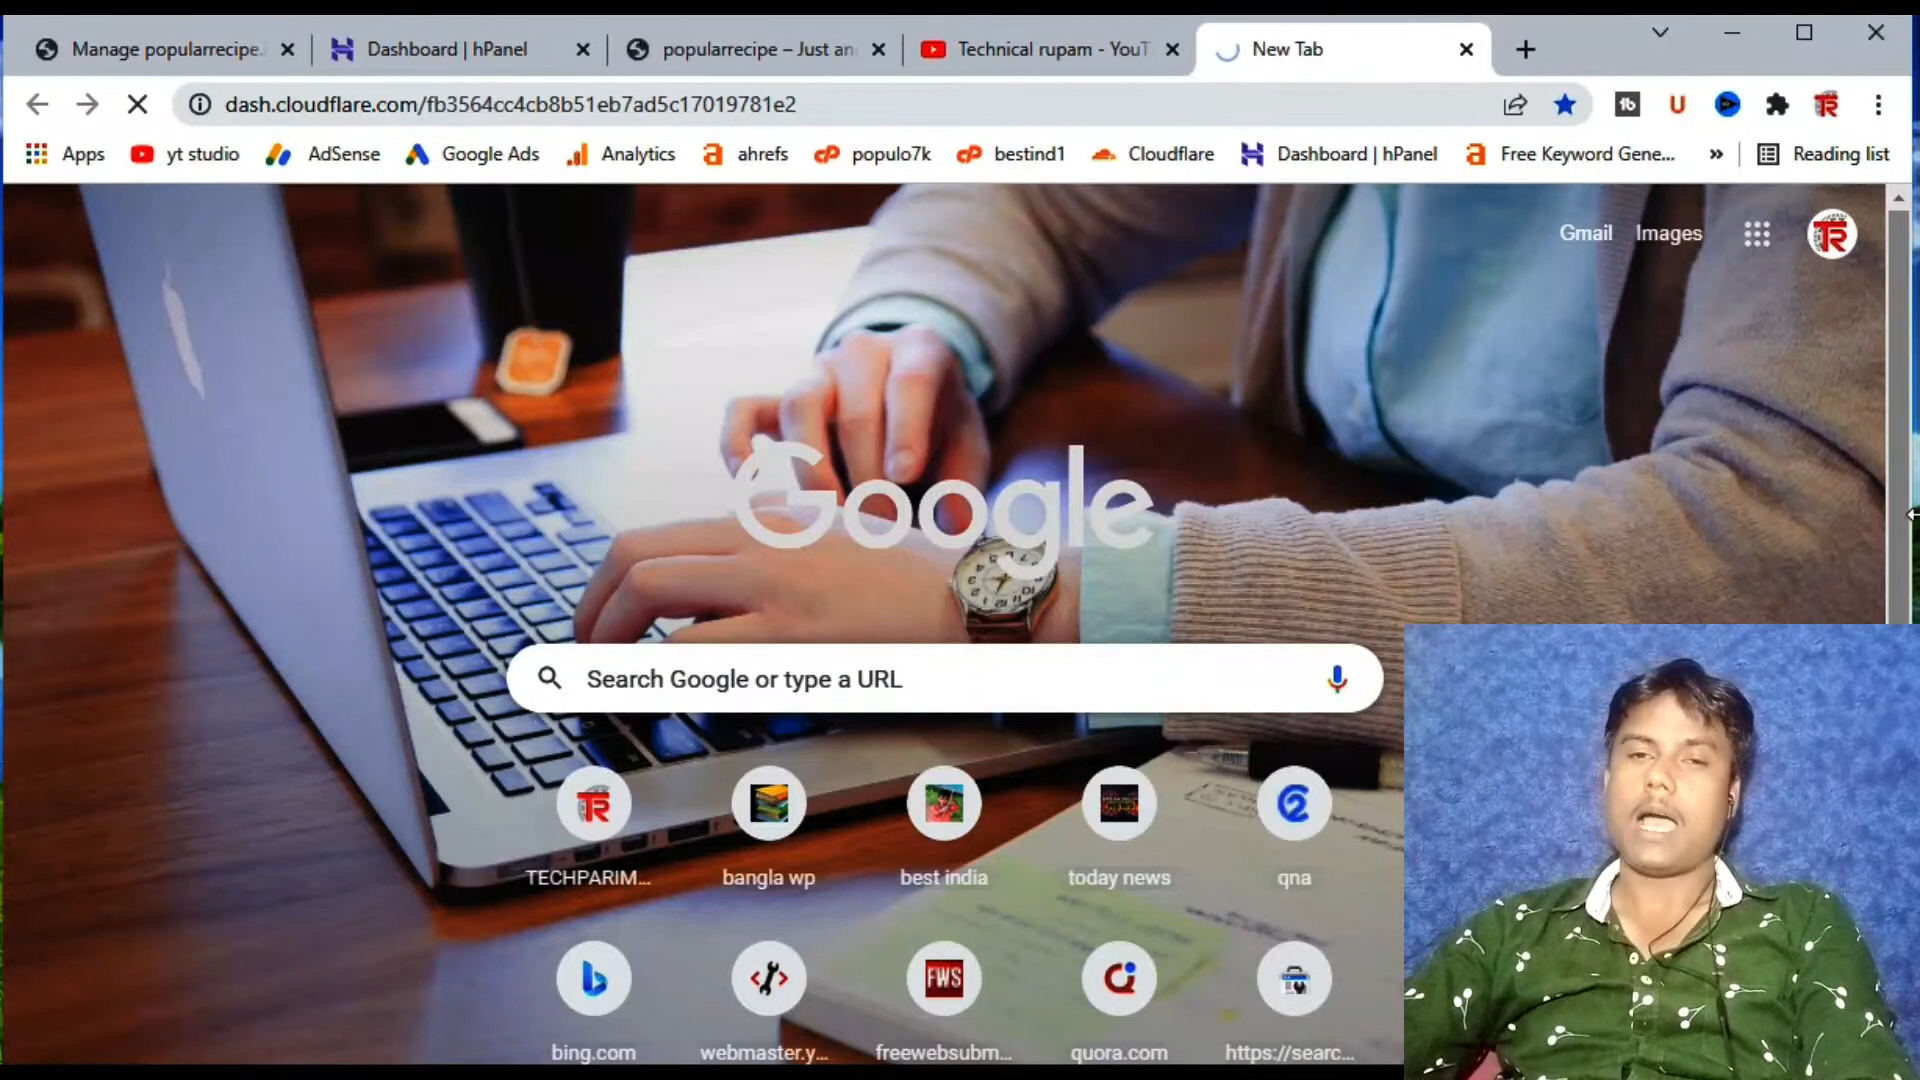 Manage popularrecipe.
Dashboard | hPanel
popularrecipe – Just an
Technical rupam - YouT
New Tab
dash.cloudflare.com/fb3564cc4cb8b51eb7ad5c17019781e2
Apps
yt studio
AdSense
Google Ads
Analytics
ahrefs
populo7k
bestind1
Cloudflare
Dashboard | hPanel
Free Keyword Gene...
Reading list
Gmail
Images
Google
Search Google or type a URL
TECHPARIM...
bangla wp
best india
today news
qna
FWS
bing.com
webmaster.y...
freewebsubm...
quora.com
https://searc...